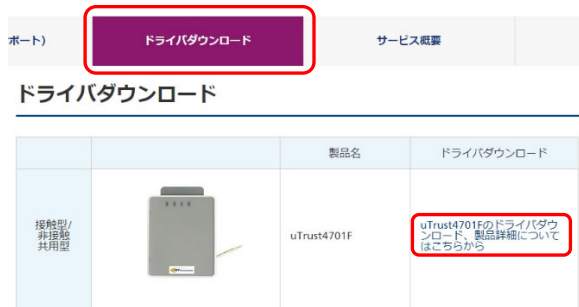 ポート)
ドライバダウンロード
サービス概要
ドライバダウンロード
製品名
ドライバダウンロード
接触型/
非接触
共用型
uTrust4701F
uTrust4701Fのドライバダウ
ンロード、製品詳細について
はこちらから